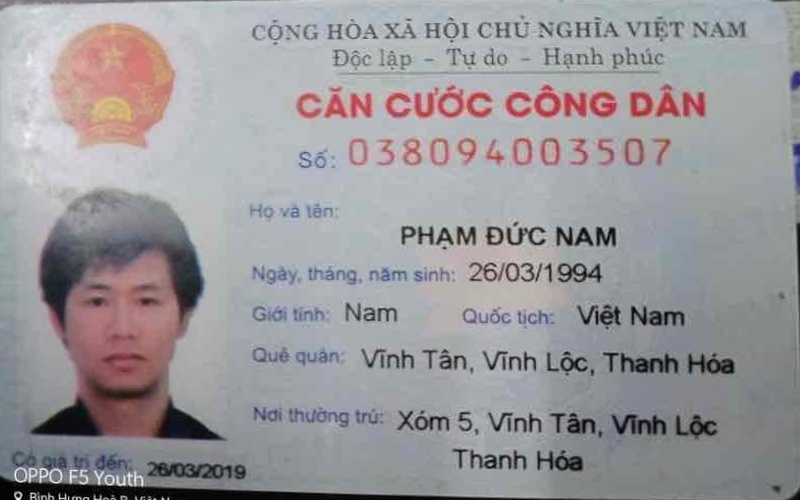 CỘNG HÒA XÃ HỘI CHỦ NGHĨA VIỆT NAM
Độc lập - Tự do - Hạnh phúc
CĂN CƯỚC CÔNG DÂN
Số: 038094003507
Họ và tên:
PHẠM ĐỨC NAM
Ngày, tháng, năm sinh: 26/03/1994
Giới tính: Nam Quốc tịch: Việt Nam
Quê quán: Vĩnh Tân, Vĩnh Lộc, Thanh Hóa
Nơi thường trú: Xóm 5, Vĩnh Tân, Vĩnh Lộc
Thanh Hóa
Có giá trị đến: 26/03/2019
OPPO F5 Youth
Bình Hưng Hoà B, Việt